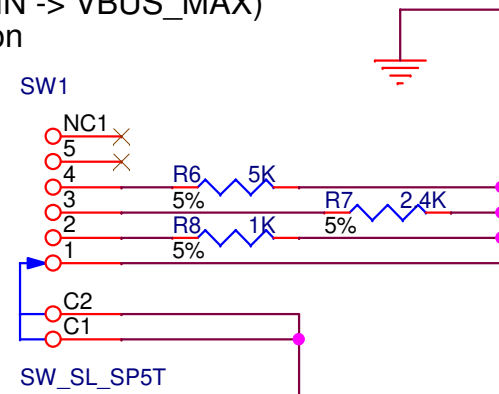 IN -> VBUS_MAX)
on
SW1
NC1
5
4
R6 5K
5%
3
R7 2.4K
5%
2
R8 1K
5%
1
C2
C1
SW_SL_SP5T